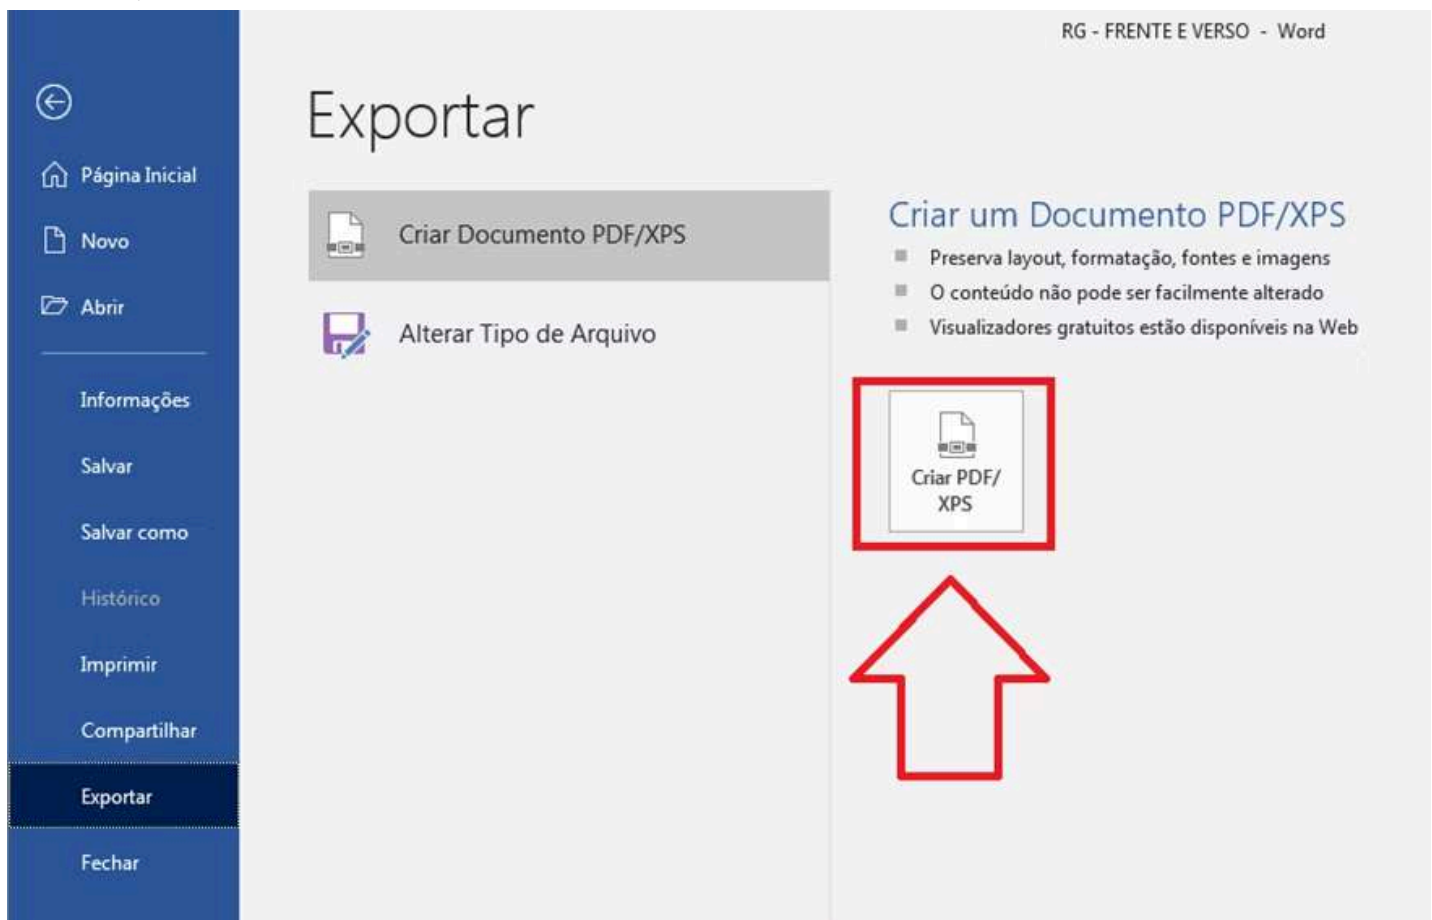 RG - FRENTE E VERSO - Word
Exportar
Página Inicial
Novo
Abrir
Informações
Salvar
Salvar como
Histórico
Imprimir
Compartilhar
Exportar
Fechar
Criar Documento PDF/XPS
Alterar Tipo de Arquivo
Criar um Documento PDF/XPS
Preserva layout, formatação, fontes e imagens
O conteúdo não pode ser facilmente alterado
Visualizadores gratuitos estão disponíveis na Web
Criar PDF/
XPS